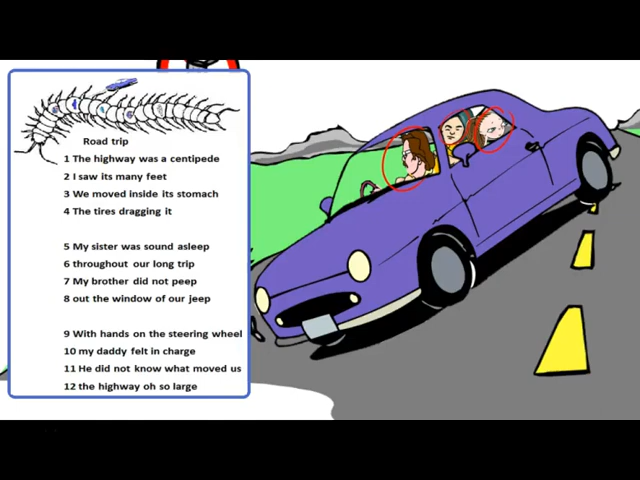 Road trip
1 The highway was a centipede
2 I saw its many feet
3 We moved inside its stomach
4 The tires dragging it
5 My sister was sound asleep
6 throughout our long trip
7 My brother did not peep
8 out the window of our jeep
9 With hands on the steering wheel
10 my daddy felt in charge
11 He did not know what moved us
12 the highway oh so large